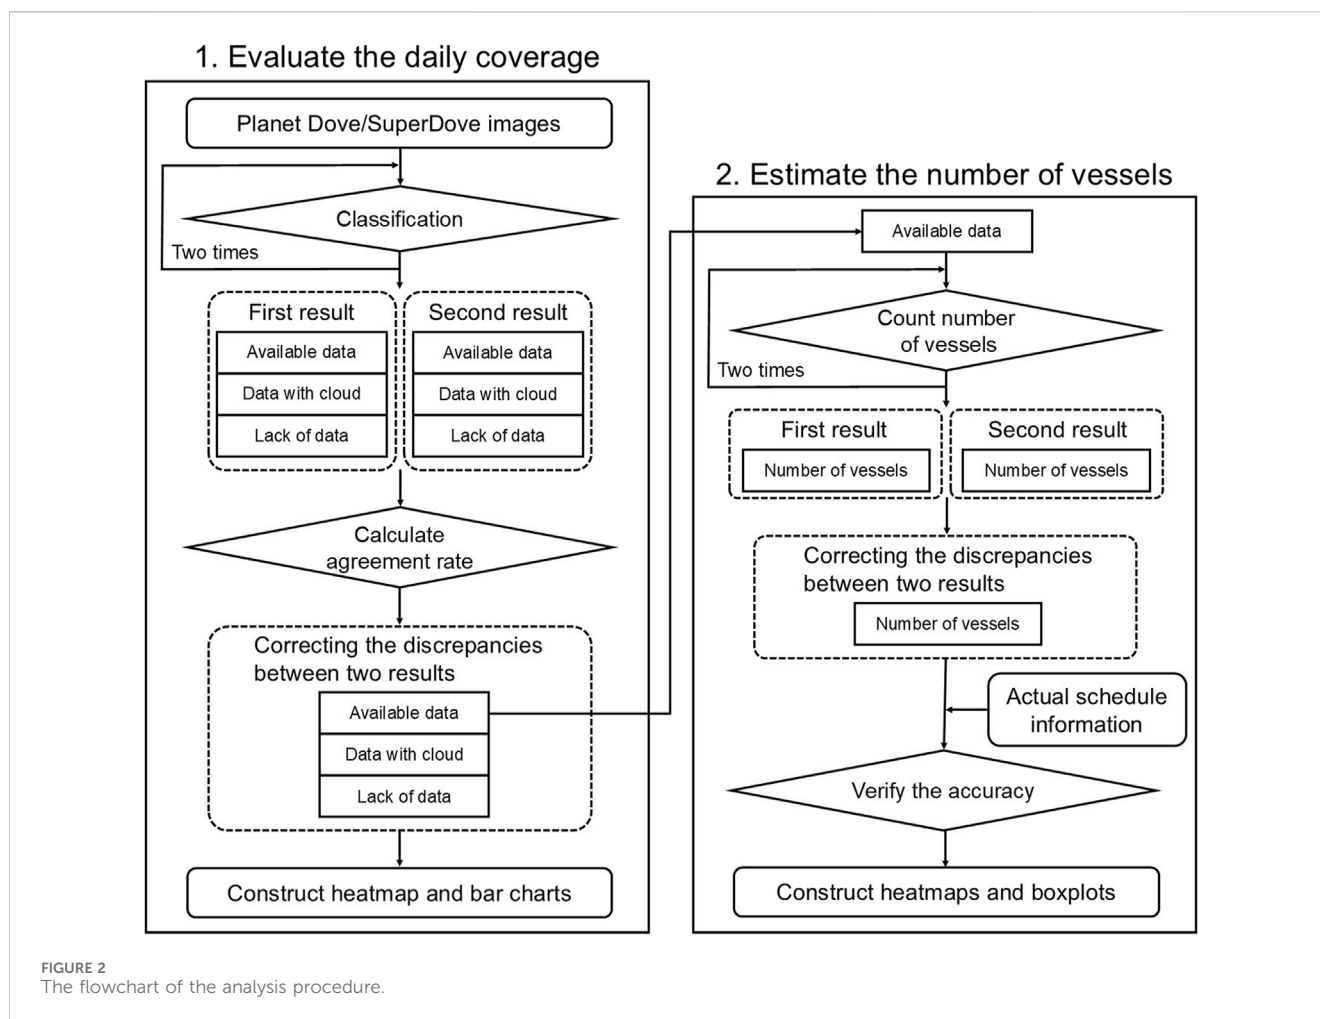 1. Evaluate the daily coverage
Planet Dove/SuperDove images
Classification
Two times
First result
Available data
Data with cloud
Lack of data
Second result
Available data
Data with cloud
Lack of data
Calculate
agreement rate
Correcting the discrepancies
between two results
Available data
Data with cloud
Lack of data
Construct heatmap and bar charts
2. Estimate the number of vessels
Available data
Count number
of vessels
Two times
First result
Number of vessels
Second result
Number of vessels
Correcting the discrepancies
between two results
Number of vessels
Actual schedule
information
Verify the accuracy
Construct heatmaps and boxplots
FIGURE 2
The flowchart of the analysis procedure.